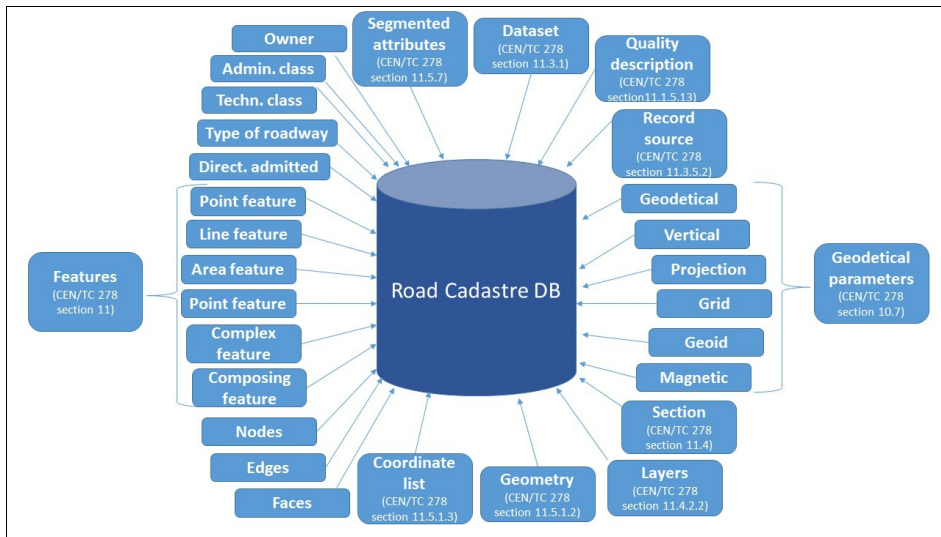 Owner
Admin. class
Techn. class
Type of roadway
Direct. admitted
Segmented
attributes
(CEN/TC 278
section 11.5.7)
Dataset
(CEN/TC 278
section 11.3.1)
Quality
description
(CEN/TC 278
section11.1.5.13)
Record
source
(CEN/TC 278
section 11.3.5.2)
Features
(CEN/TC 278
section 11)
Point feature
Line feature
Area feature
Point feature
Complex
feature
Composing
feature
Nodes
Edges
Faces
Road Cadastre DB
Geodetical
Vertical
Projection
Grid
Geoid
Magnetic
Geodetical
parameters
(CEN/TC 278
section 10.7)
Coordinate
list
(CEN/TC 278
section 11.5.1.3)
Geometry
(CEN/TC 278
section 11.5.1.2)
Layers
(CEN/TC 278
section 11.4.2.2)
Section
(CEN/TC 278
section 11.4)